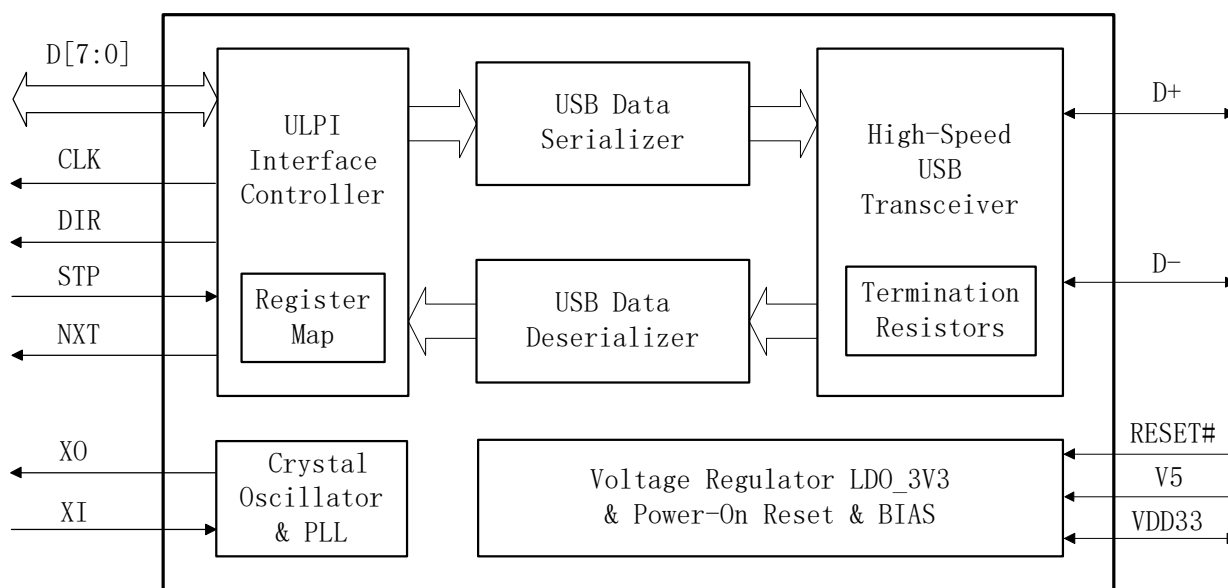 D[7:0]
CLK
DIR
STP
NXT
XO
XI
ULPI
Interface
Controller
Register
Map
USB Data
Serializer
USB Data
Deserializer
High-Speed
USB
Transceiver
Termination
Resistors
D+
D-
Crystal
Oscillator
& PLL
Voltage Regulator LDO_3V3
& Power-On Reset & BIAS
RESET#
V5
VDD33